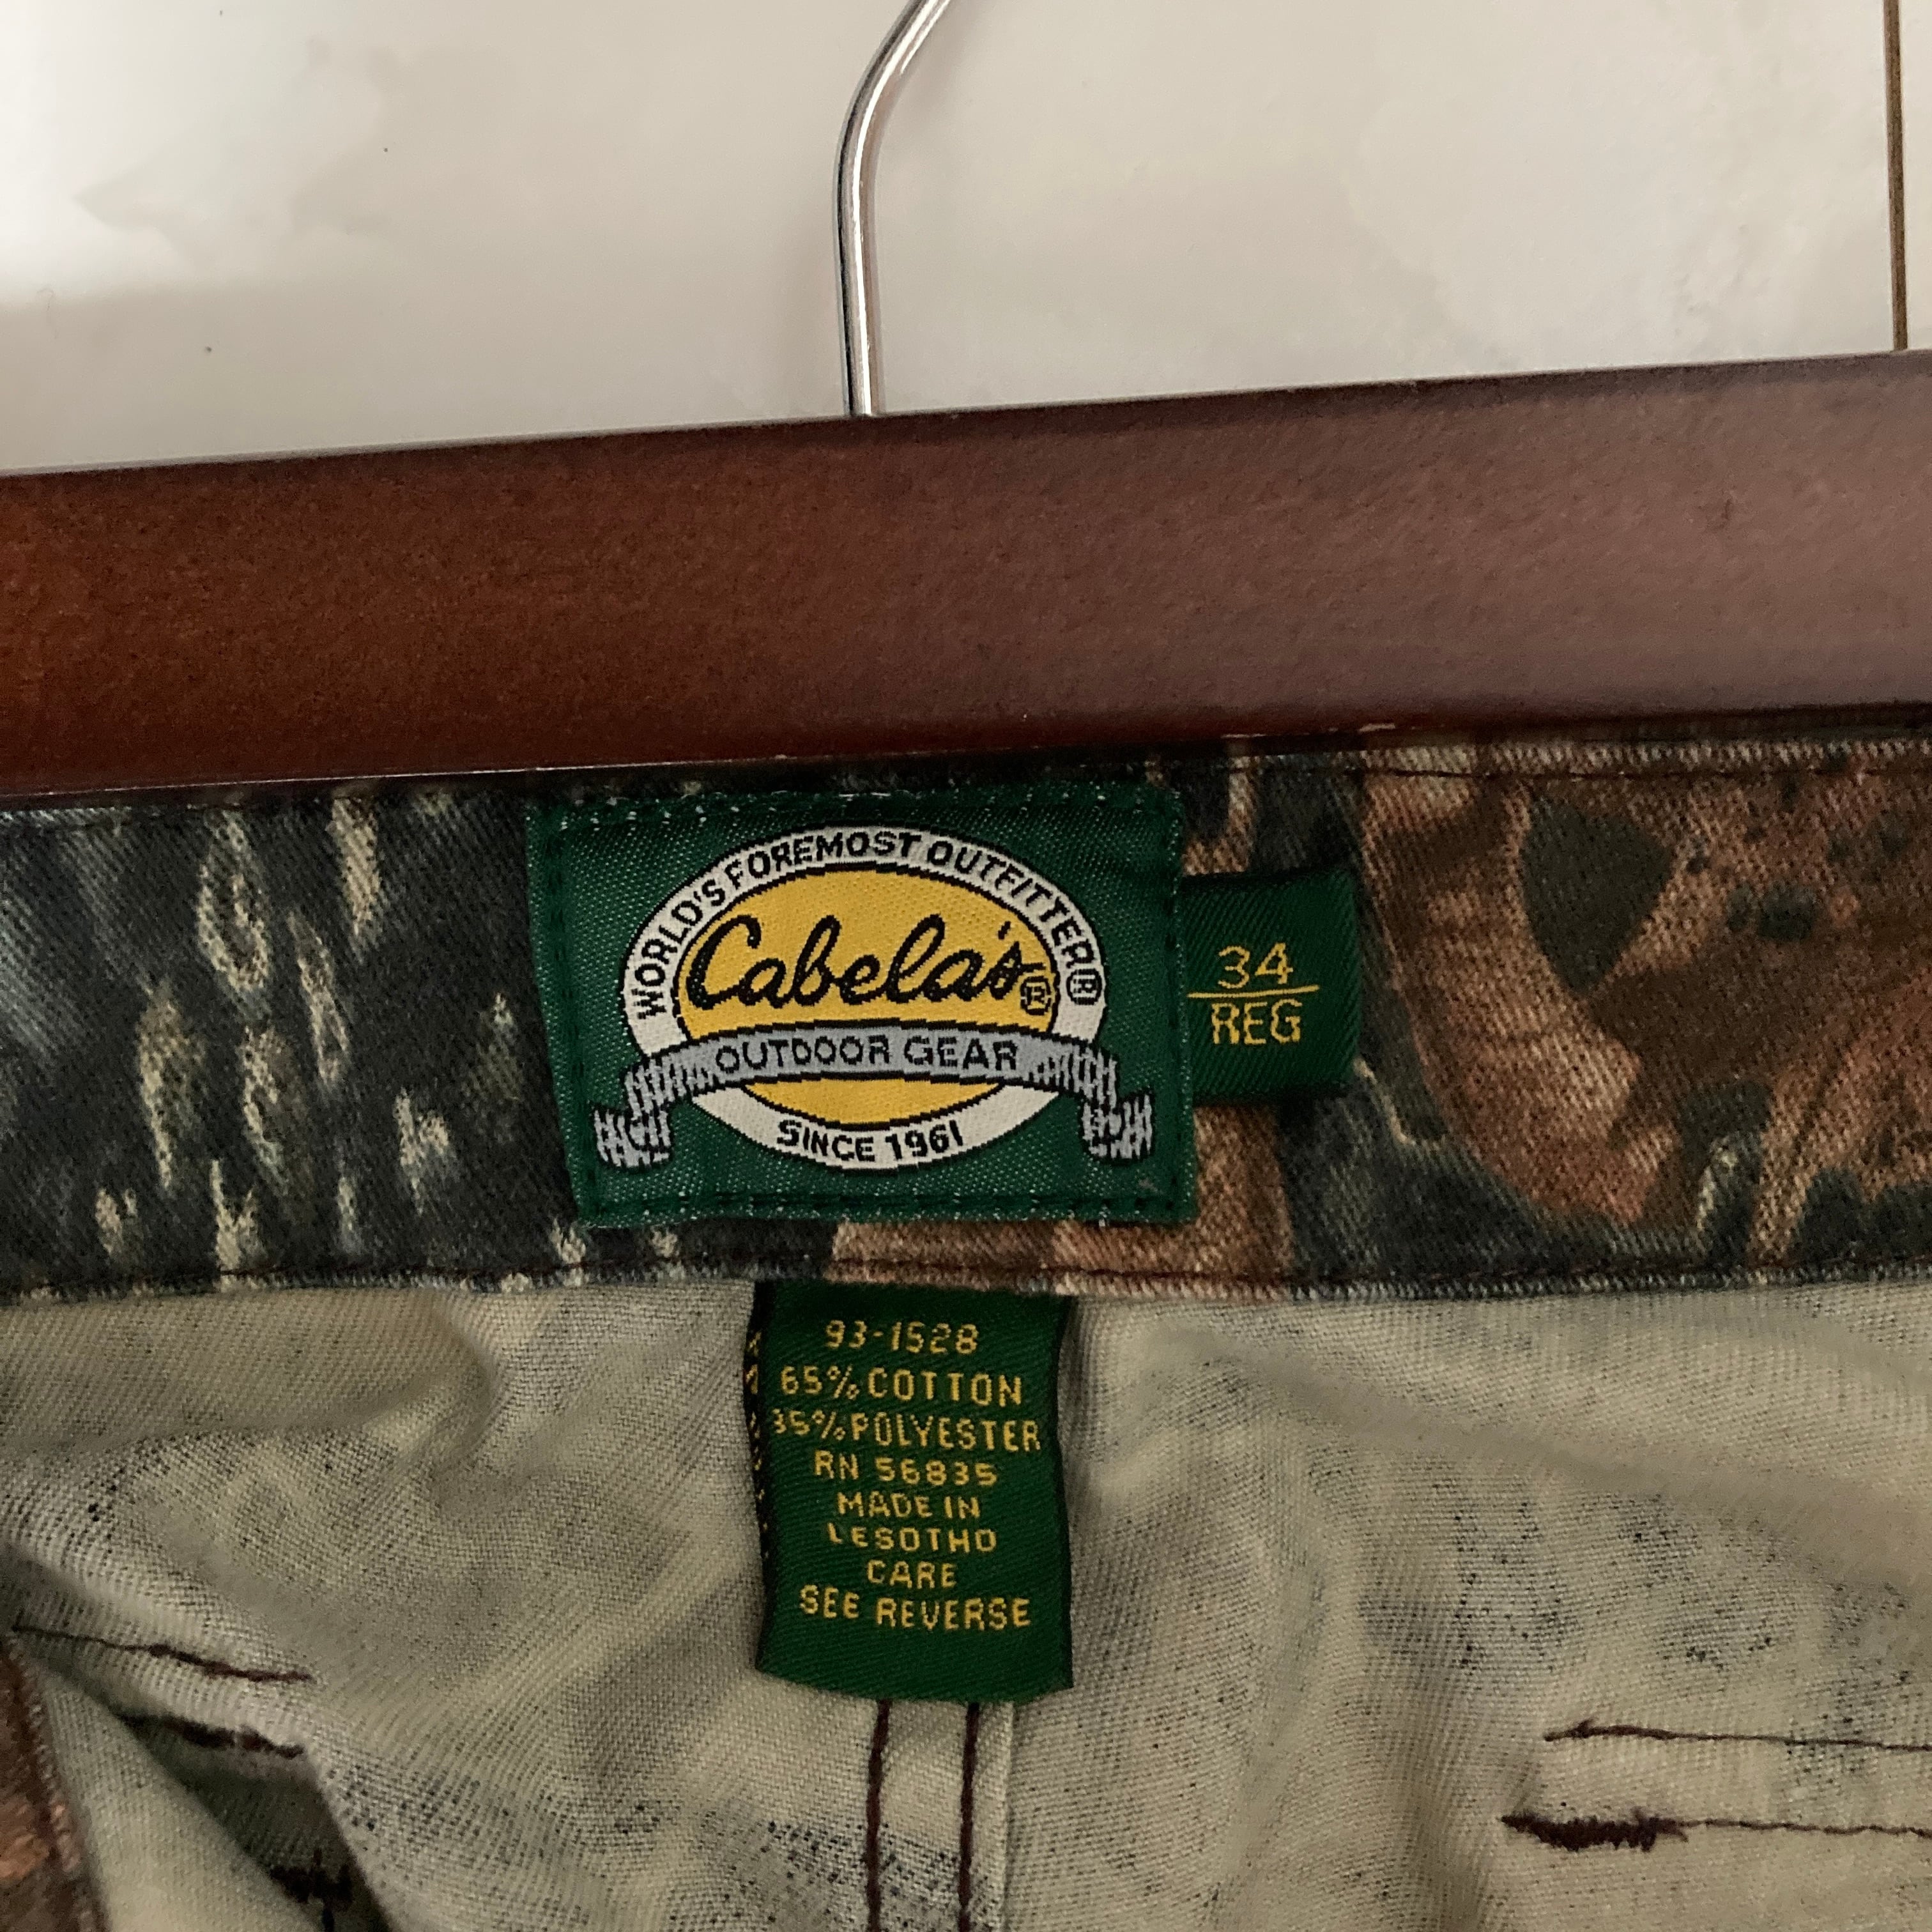 WORLD'S FOREMOST OUTFITTER®
Cabela's®
OUTDOOR GEAR
SINCE 1961
34
REG
93-1528
65% COTTON
35% POLYESTER
RN 56835
MADE IN
LESOTHO
CARE
SEE REVERSE